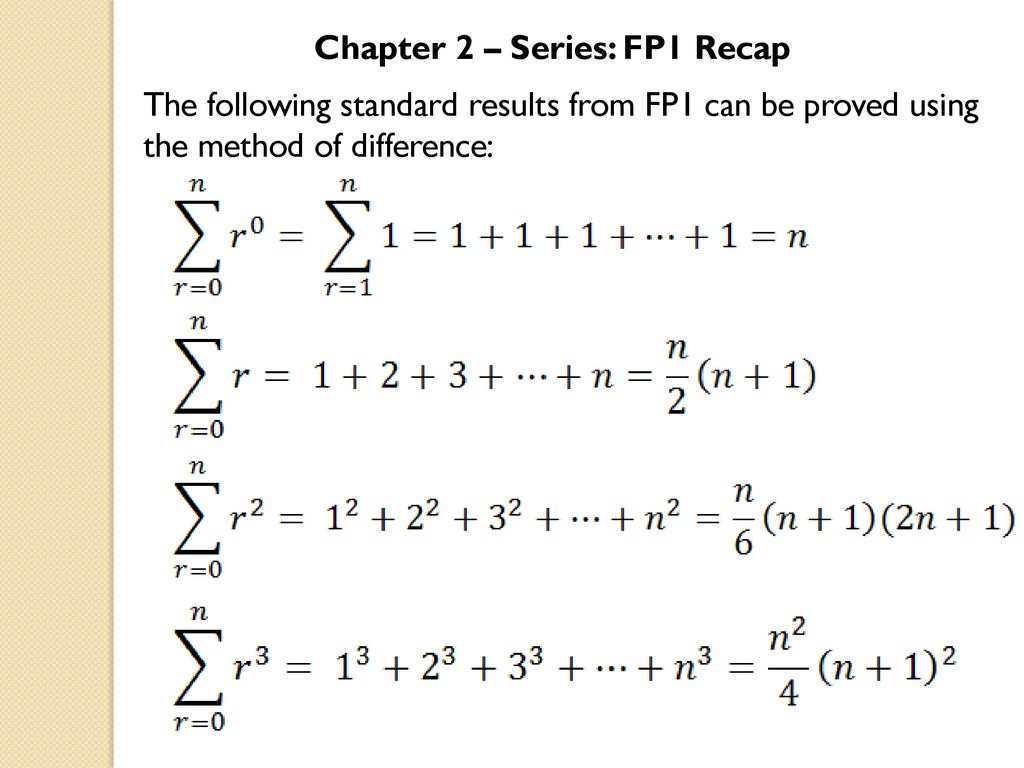 Chapter 2 – Series: FP1 Recap
The following standard results from FP1 can be proved using
the method of difference:
$\sum_{r=0}^{n} r^0 = \sum_{r=1}^{n} 1 = 1 + 1 + 1 + \cdots + 1 = n$
$\sum_{r=0}^{n} r = 1 + 2 + 3 + \cdots + n = \frac{n}{2}(n + 1)$
$\sum_{r=0}^{n} r^2 = 1^2 + 2^2 + 3^2 + \cdots + n^2 = \frac{n}{6}(n + 1)(2n + 1)$
$\sum_{r=0}^{n} r^3 = 1^3 + 2^3 + 3^3 + \cdots + n^3 = \frac{n^2}{4}(n + 1)^2$